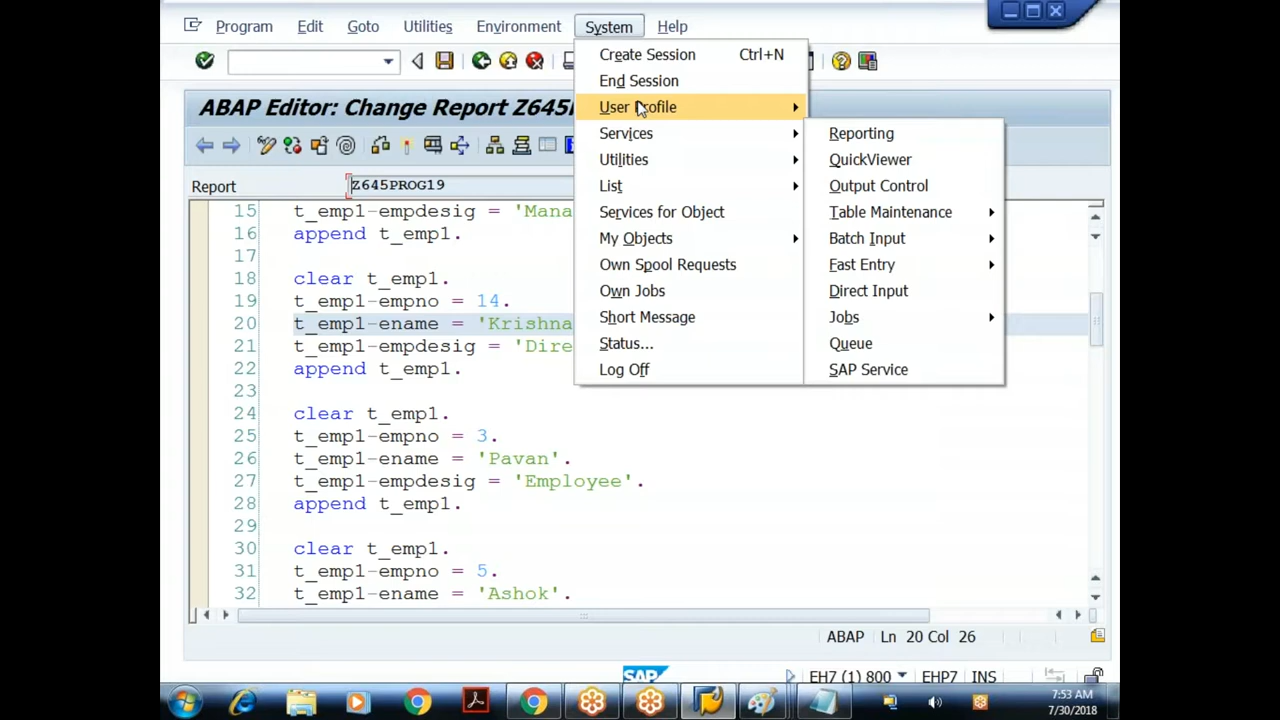 Program Edit Goto Utilities Environment System Help
Create Session Ctrl+N
End Session
User Profile
Services
Utilities
List
Services for Object
My Objects
Own Spool Requests
Own Jobs
Short Message
Status...
Log Off
Reporting
QuickViewer
Output Control
Table Maintenance
Batch Input
Fast Entry
Direct Input
Jobs
Queue
SAP Service
ABAP Editor: Change Report Z645
Report Z645PROG19
15 t_emp1-empdesig = 'Mana
16 append t_emp1.
17
18 clear t_emp1.
19 t_emp1-empno = 14.
20 t_emp1-ename = 'Krishna
21 t_emp1-empdesig = 'Dire
22 append t_emp1.
23
24 clear t_emp1.
25 t_emp1-empno = 3.
26 t_emp1-ename = 'Pavan'.
27 t_emp1-empdesig = 'Employee'.
28 append t_emp1.
29
30 clear t_emp1.
31 t_emp1-empno = 5.
32 t_emp1-ename = 'Ashok'.
ABAP Ln 20 Col 26
SAP
EH7 (1) 800 EHP7 INS
7:53 AM
7/30/2018